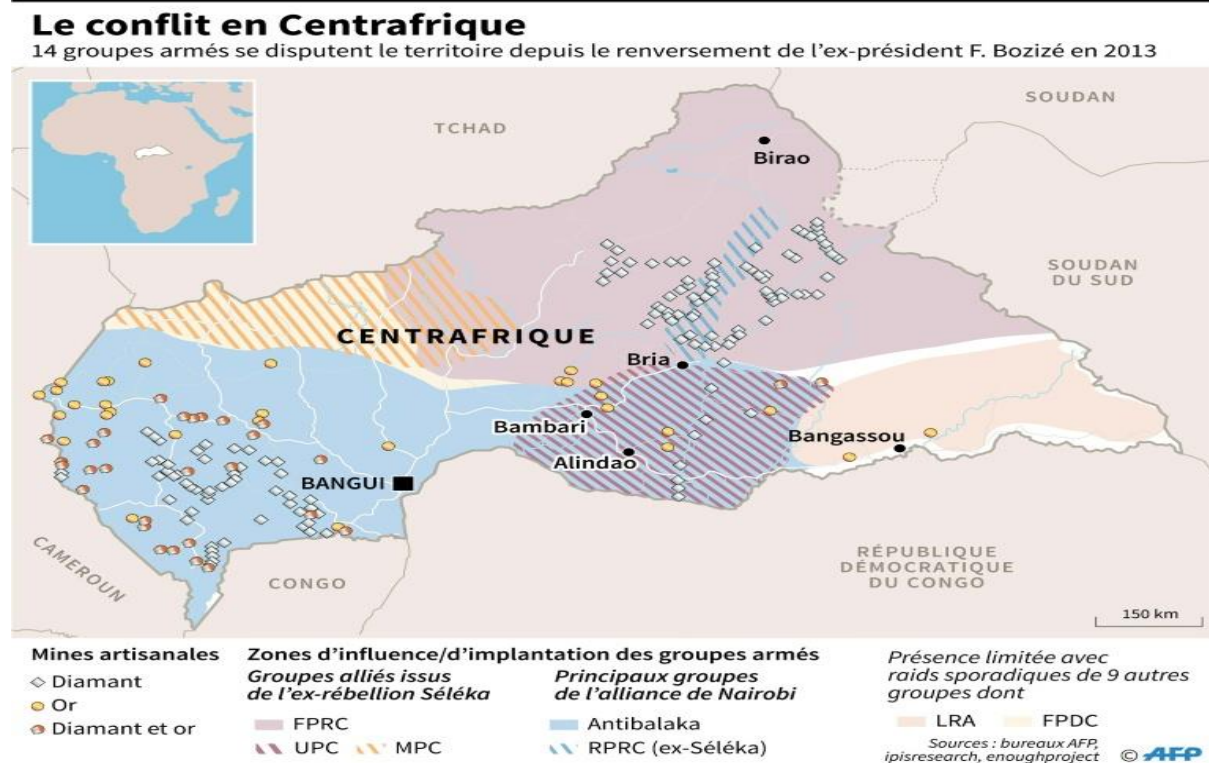 Le conflit en Centrafrique
14 groupes armés se disputent le territoire depuis le renversement de l'ex-président F. Bozizé en 2013
SOUDAN
TCHAD
Birao
SOUDAN
DU SUD
CENTRAFRIQUE
Bria
Bambari
Bangassou
Alindao
BANGUI
CAMEROUN
CONGO
RÉPUBLIQUE
DÉMOCRATIQUE
DU CONGO
150 km
Mines artisanales
Diamant
Or
Diamant et or
Zones d'influence/d'implantation des groupes armés
Groupes alliés issus
de l'ex-rébellion Séléka
FPRC
UPC MPC
Principaux groupes
de l'alliance de Nairobi
Antibalaka
RPRC (ex-Séléka)
Présence limitée avec
raids sporadiques de 9 autres
groupes dont
LRA FPDC
Sources : bureaux AFP,
ipisresearch, enoughproject © AFP